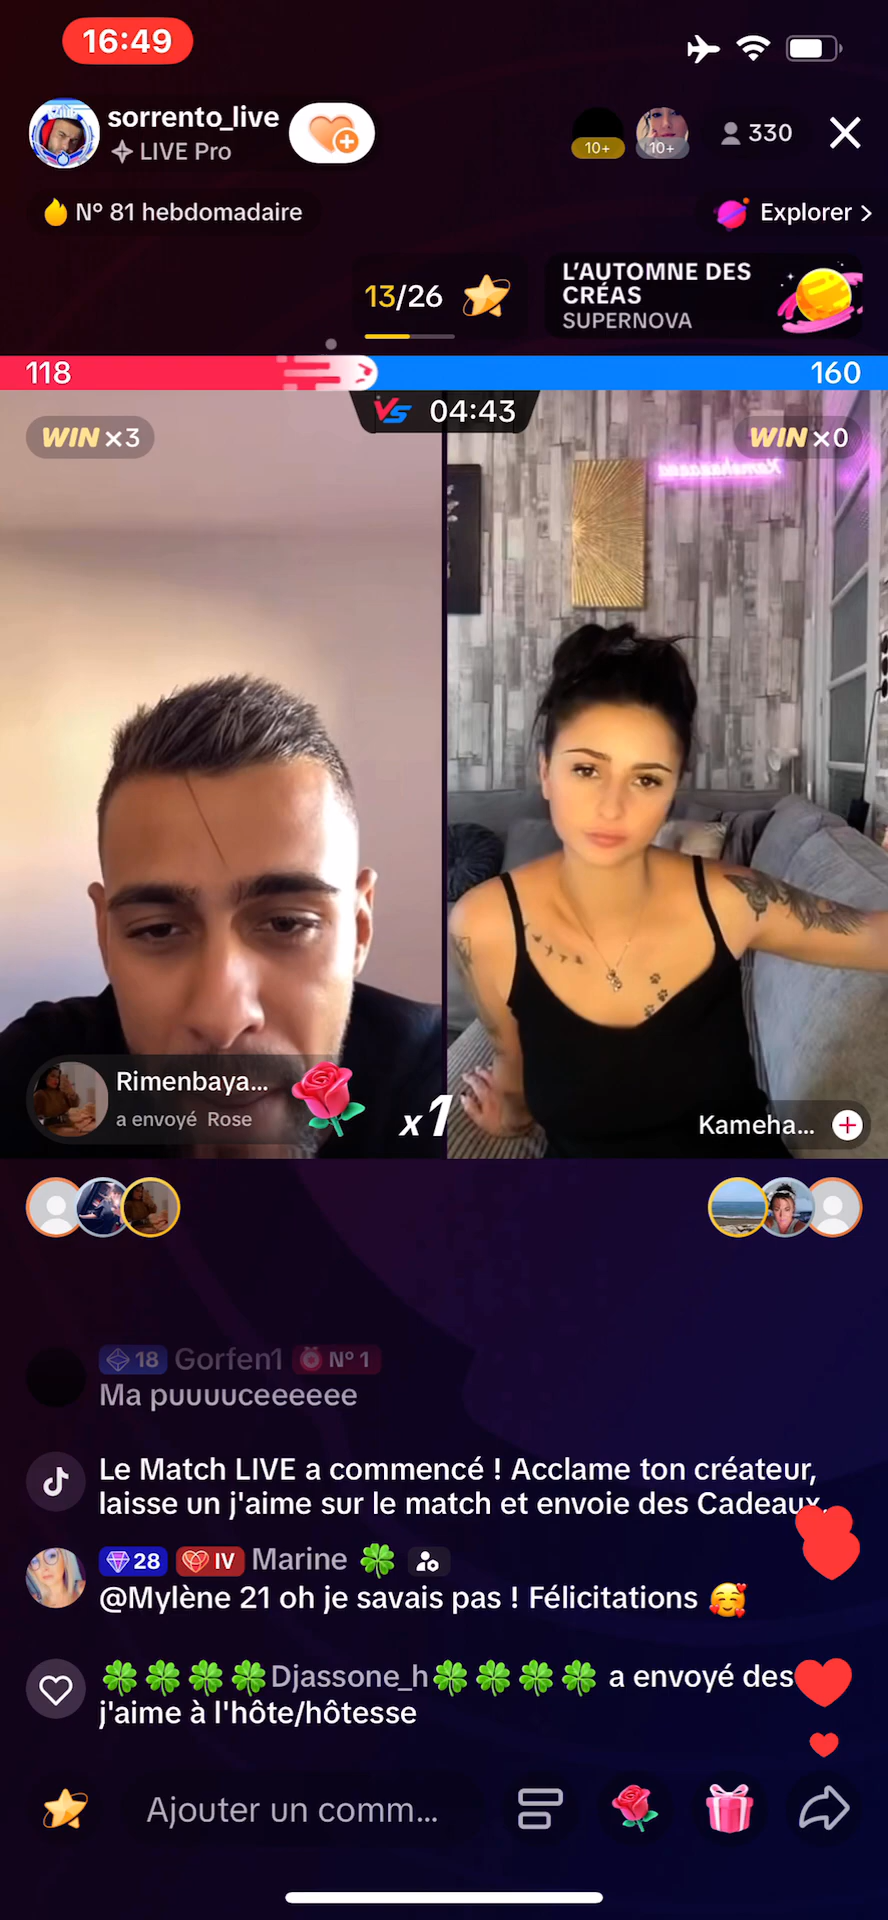 16:49
sorrento_live
LIVE Pro
10+
10+
330
N° 81 hebdomadaire
Explorer >
13/26
L'AUTOMNE DES
CRÉAS
SUPERNOVA
118
160
VS 04:43
WIN x3
WIN x0
Rimenbaya...
a envoyé Rose
x1
Kameha...
18 Gorfen1 N° 1
Ma puuuuceeeeee
Le Match LIVE a commencé ! Acclame ton créateur,
laisse un j'aime sur le match et envoie des Cadeaux.
28 IV Marine 🍀
@Mylène 21 oh je savais pas ! Félicitations 🥰
🍀🍀🍀🍀Djassone_h🍀🍀🍀🍀 a envoyé des
j'aime à l'hôte/hôtesse
Ajouter un comm...